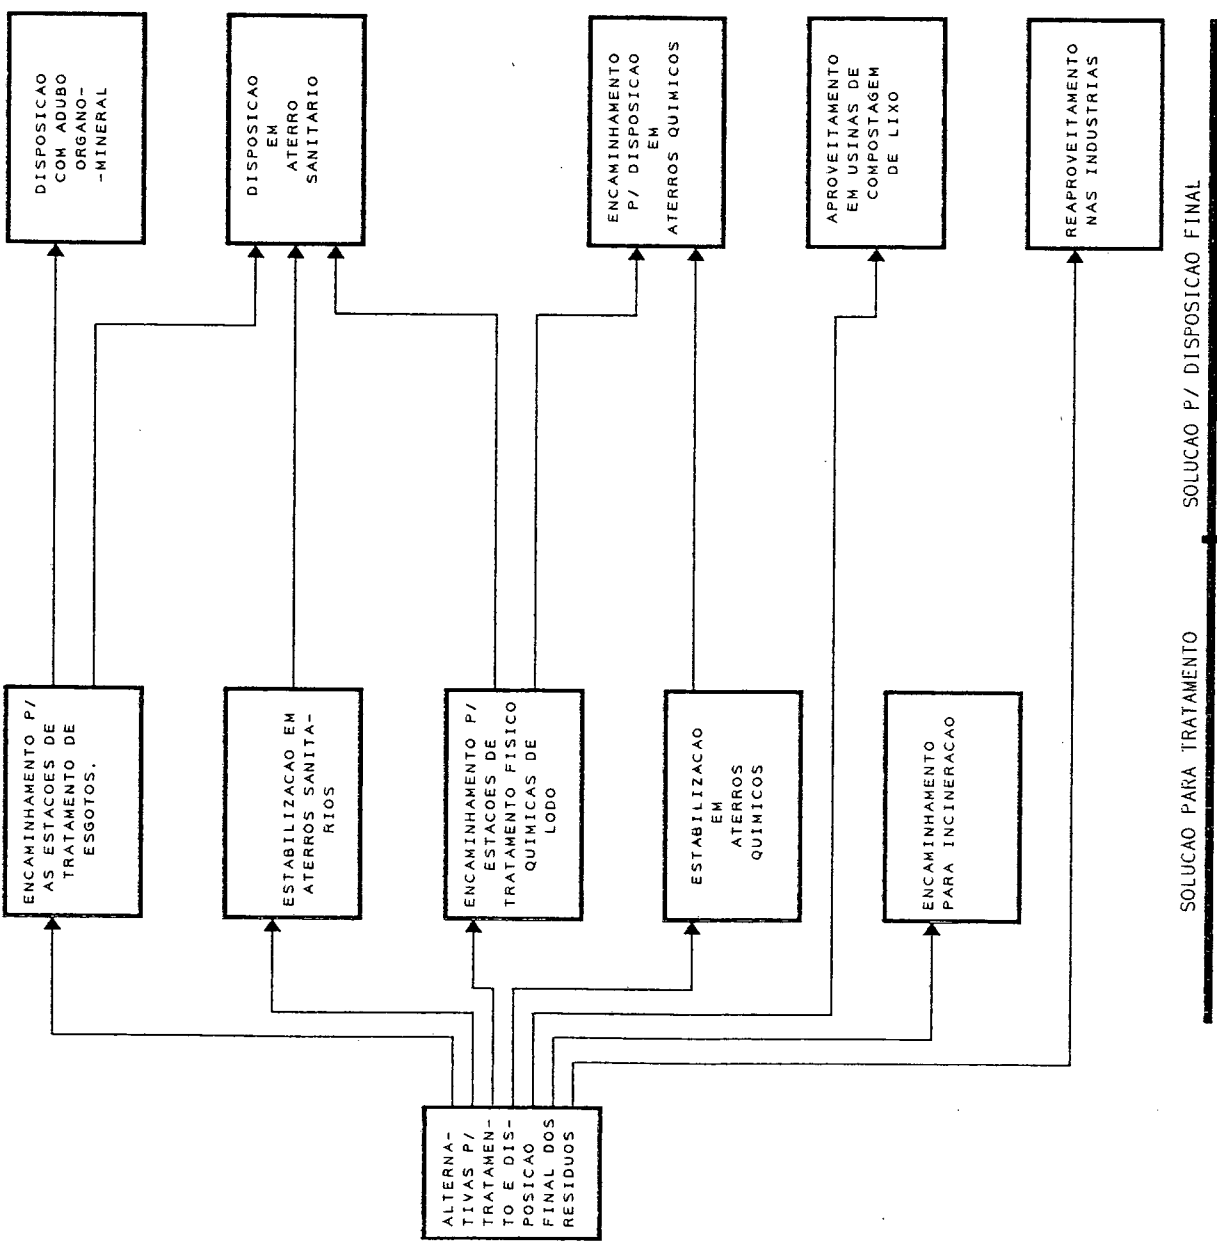 ALTERNA-
TIVAS P/
TRATAMEN-
TO E DIS-
POSICAO
FINAL DOS
RESIDUOS
ENCAMINHAMENTO P/
AS ESTACOES DE
TRATAMENTO DE
ESGOTOS.
ESTABILIZACAO EM
ATERROS SANITA-
RIOS
ENCAMINHAMENTO P/
ESTACOES DE
TRATAMENTO FISICO
QUIMICAS DE
LODO
ESTABILIZACAO
EM
ATERROS
QUIMICOS
ENCAMINHAMENTO
PARA INCINERACAO
DISPOSICAO
COM ADUBO
ORGANO-
-MINERAL
DISPOSICAO
EM
ATERRO
SANITARIO
ENCAMINHAMENTO
P/ DISPOSICAO
EM
ATERROS QUIMICOS
APROVEITAMENTO
EM USINAS DE
COMPOSTAGEM
DE LIXO
REAPROVEITAMENTO
NAS INDUSTRIAS
SOLUCAO PARA TRATAMENTO
SOLUCAO P/ DISPOSICAO FINAL